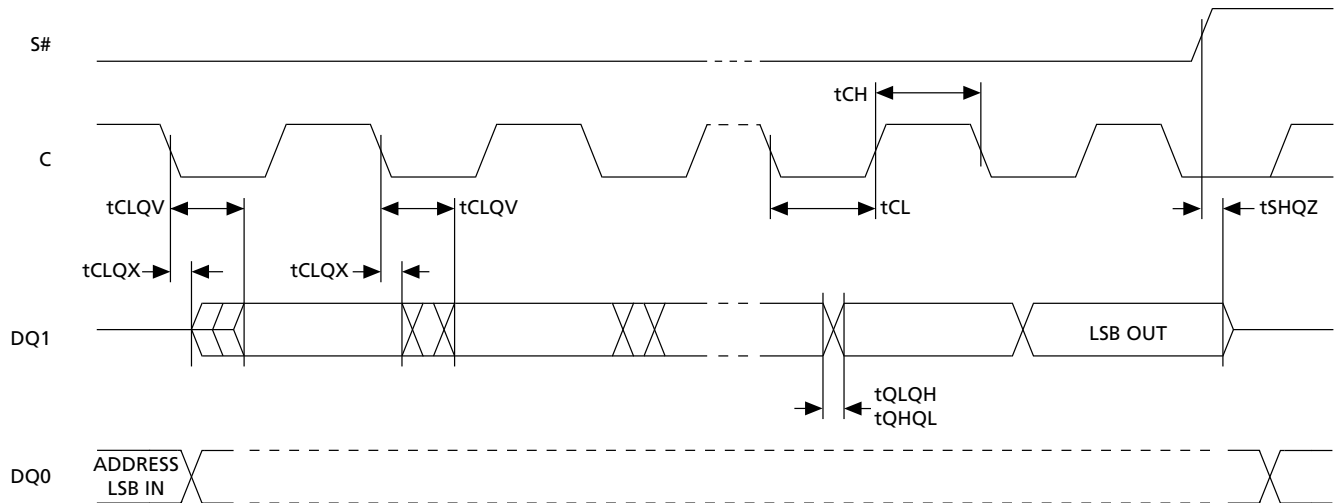 S#
tCH
C
tCLQV
tCLQV
tCL
tSHQZ
tCLQX
tCLQX
DQ1
LSB OUT
tQLQH
tQHQL
DQ0
ADDRESS
LSB IN